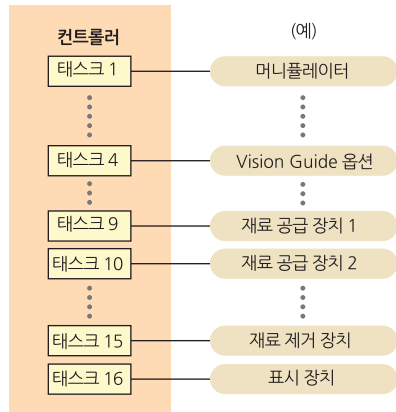 컨트롤러 (예)
태스크 1 머니퓰레이터
태스크 4 Vision Guide 옵션
태스크 9 재료 공급 장치 1
태스크 10 재료 공급 장치 2
태스크 15 재료 제거 장치
태스크 16 표시 장치